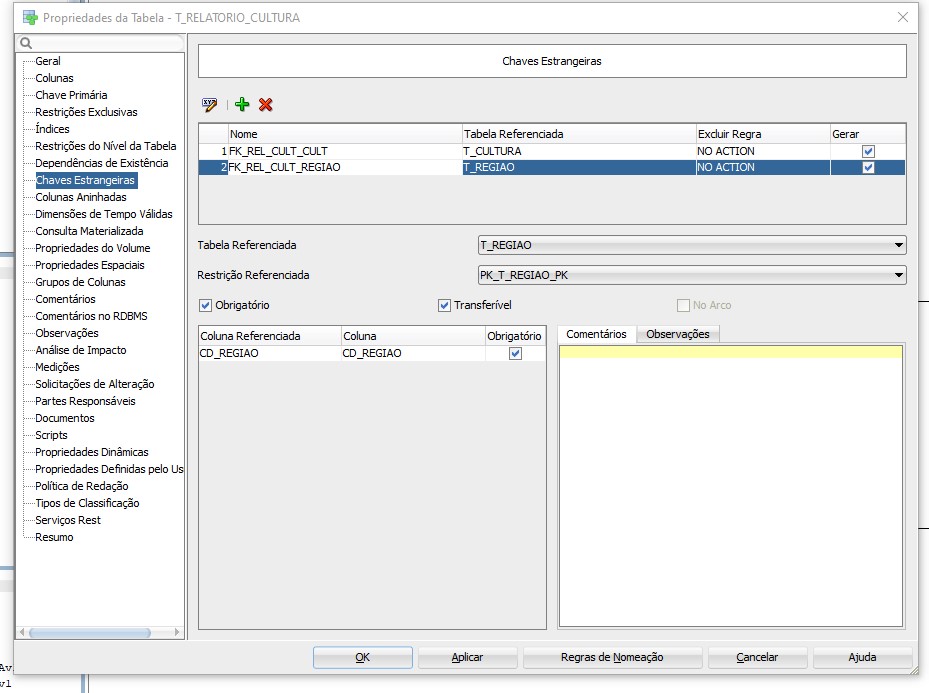 Propriedades da Tabela - T_RELATORIO_CULTURA
Geral
Colunas
Chave Primária
Restrições Exclusivas
Índices
Restrições do Nível da Tabela
Dependências de Existência
Chaves Estrangeiras
Colunas Aninhadas
Dimensões de Tempo Válidas
Consulta Materializada
Propriedades do Volume
Propriedades Espaciais
Grupos de Colunas
Comentários
Comentários no RDBMS
Observações
Análise de Impacto
Medições
Solicitações de Alteração
Partes Responsáveis
Documentos
Scripts
Propriedades Dinâmicas
Propriedades Definidas pelo Us
Política de Redação
Tipos de Classificação
Serviços Rest
Resumo
Chaves Estrangeiras
XYZ
Nome Tabela Referenciada Excluir Regra Gerar
1 FK_REL_CULT_CULT T_CULTURA NO ACTION
2 FK_REL_CULT_REGIAO T_REGIAO NO ACTION
Tabela Referenciada T_REGIAO
Restrição Referenciada PK_T_REGIAO_PK
Obrigatório Transferível No Arco
Coluna Referenciada Coluna Obrigatório
CD_REGIAO CD_REGIAO
Comentários Observações
OK Aplicar Regras de Nomeação Cancelar Ajuda